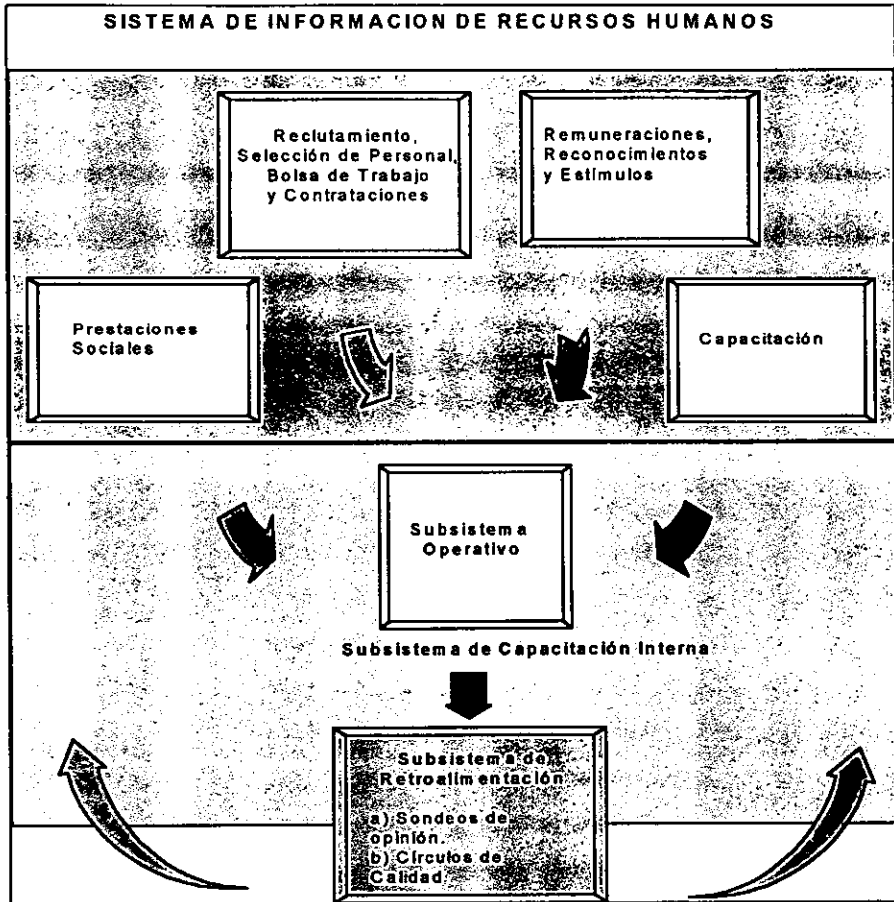 SISTEMA DE INFORMACION DE RECURSOS HUMANOS
Reclutamiento,
Selección de Personal,
Bolsa de Trabajo
y Contrataciones
Remuneraciones,
Reconocimientos
y Estímulos
Prestaciones
Sociales
Capacitación
Subsistema
Operativo
Subsistema de Capacitación Interna
Subsistema de
Retroalimentación
a) Sondeos de
opinión.
b) Círculos de
Calidad